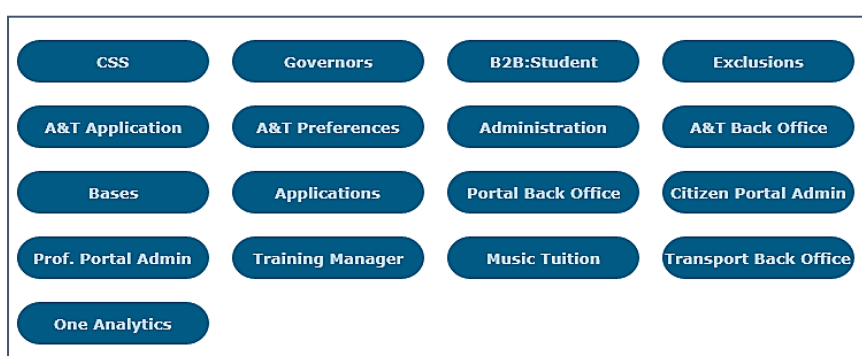 CSS
Governors
B2B:Student
Exclusions
A&T Application
A&T Preferences
Administration
A&T Back Office
Bases
Applications
Portal Back Office
Citizen Portal Admin
Prof. Portal Admin
Training Manager
Music Tuition
Transport Back Office
One Analytics